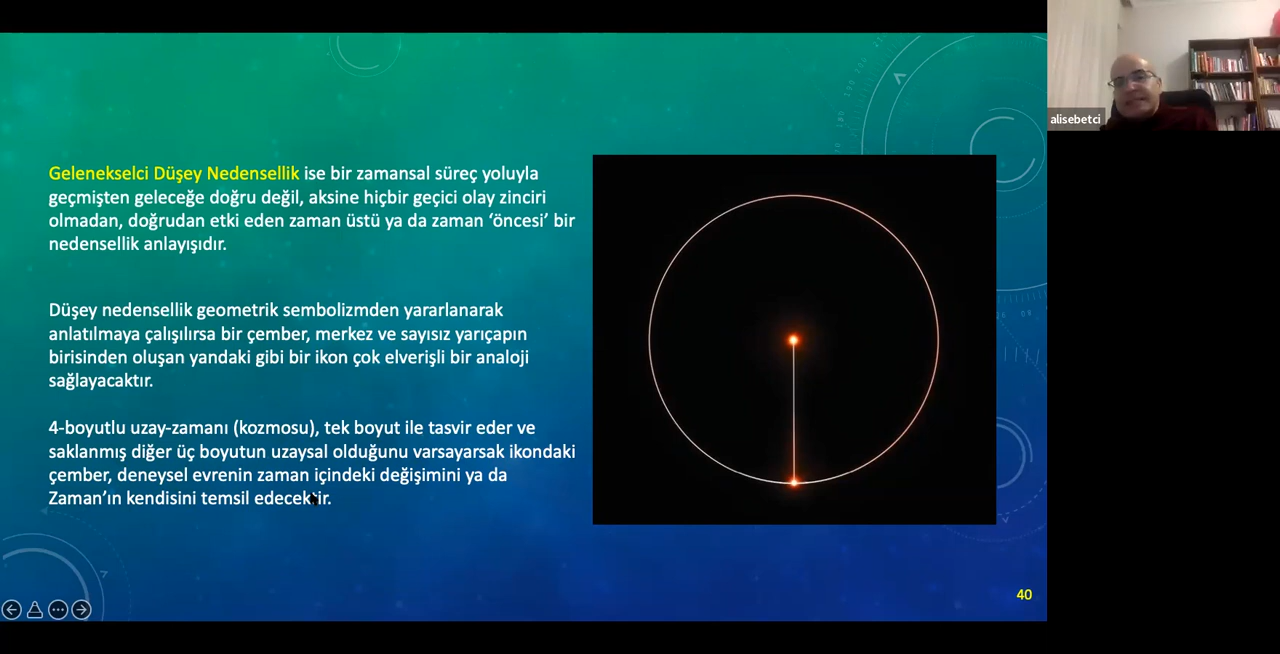 Gelenekselci Düşey Nedensellik ise bir zamansal süreç yoluyla
geçmişten geleceğe doğru değil, aksine hiçbir geçici olay zinciri
olmadan, doğrudan etki eden zaman üstü ya da zaman ‘öncesi’ bir
nedensellik anlayışıdır.
Düşey nedensellik geometrik sembolizmden yararlanarak
anlatılmaya çalışılırsa bir çember, merkez ve sayısız yarıçapın
birisinden oluşan yandaki gibi bir ikon çok elverişli bir analoji
sağlayacaktır.
4-boyutlu uzay-zamanı (kozmosu), tek boyut ile tasvir eder ve
saklanmış diğer üç boyutun uzaysal olduğunu varsayarsak ikondaki
çember, deneysel evrenin zaman içindeki değişimini ya da
Zaman’ın kendisini temsil edecektir.
40
alisebetci